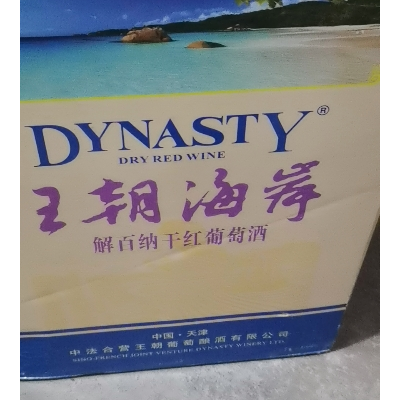 DYNASTY®
DRY RED WINE
王朝海岸
解百纳干红葡萄酒
中国·天津
中法合营王朝葡萄酿酒有限公司
SINO-FRENCH JOINT VENTURE DYNASTY WINERY LTD.